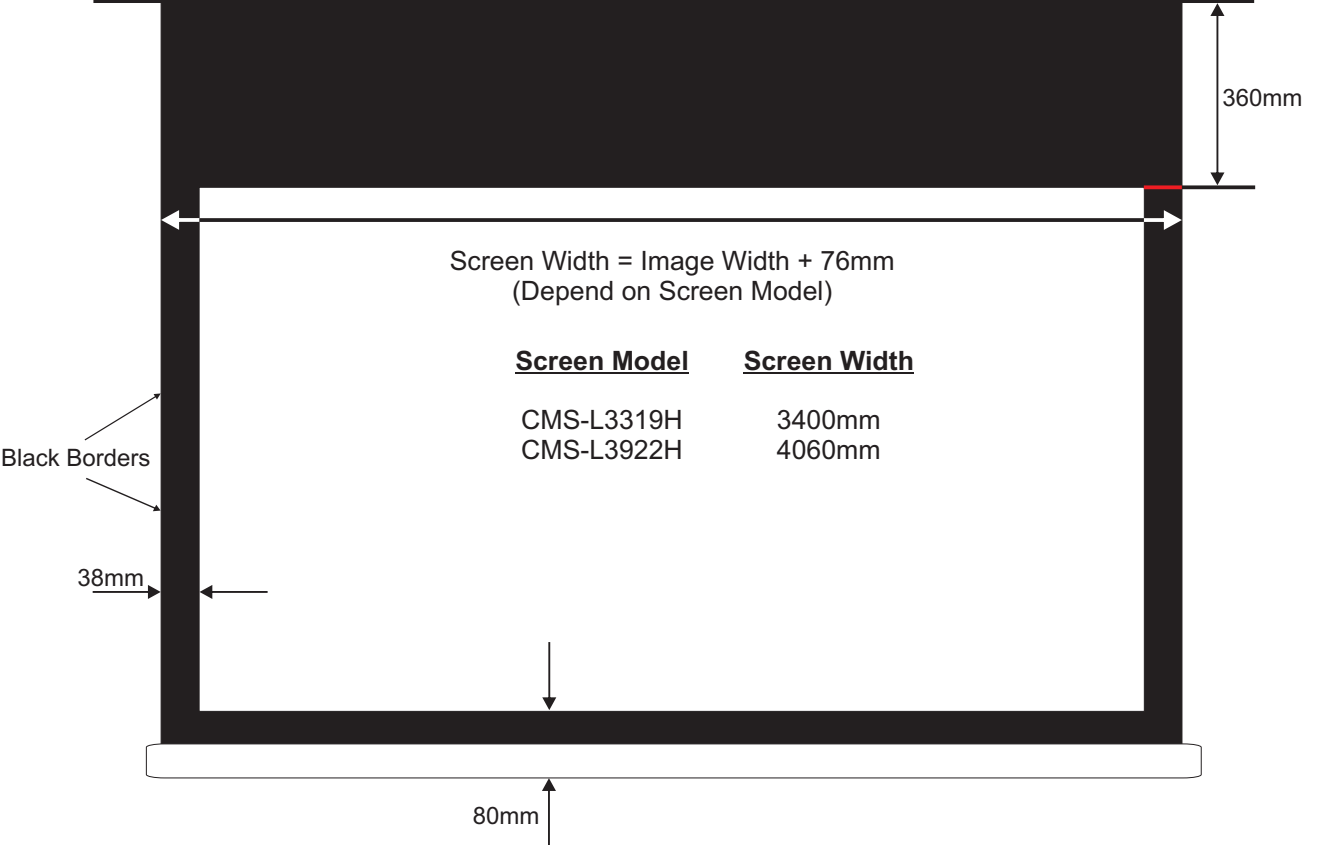 360mm
Screen Width = Image Width + 76mm
(Depend on Screen Model)
Screen Model Screen Width
CMS-L3319H 3400mm
CMS-L3922H 4060mm
Black Borders
38mm
80mm